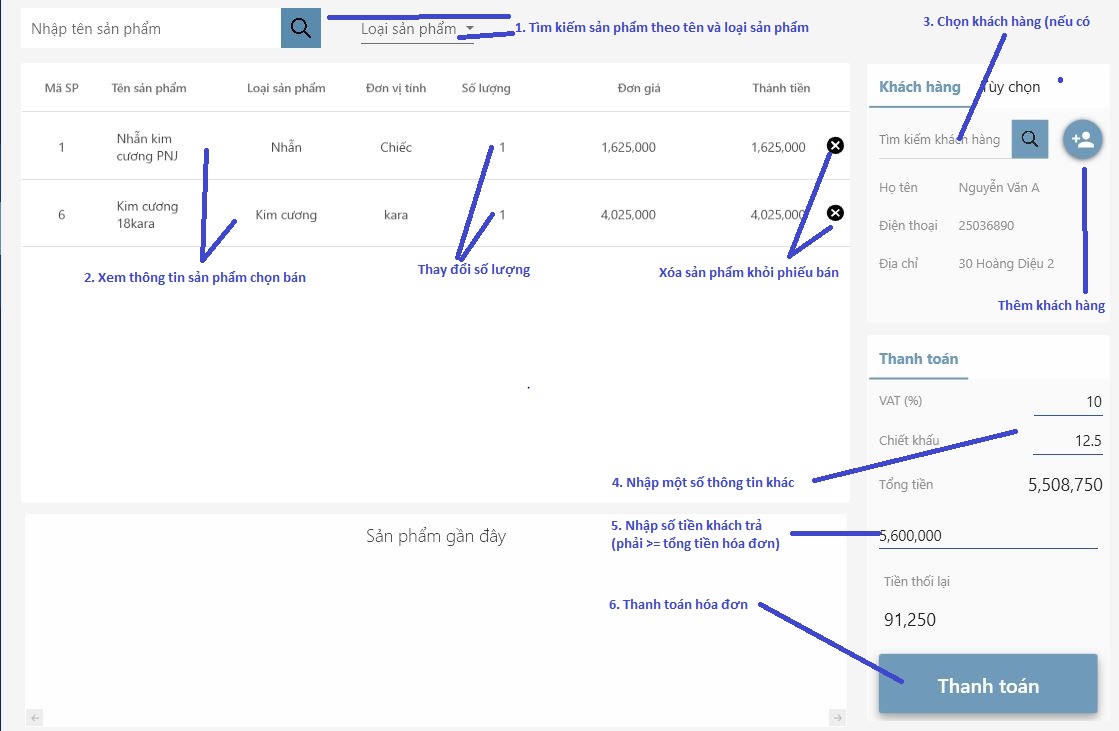 Nhập tên sản phẩm
Loại sản phẩm
1. Tìm kiếm sản phẩm theo tên và loại sản phẩm
3. Chọn khách hàng (nếu có
Mã SP Tên sản phẩm Loại sản phẩm Đơn vị tính Số lượng Đơn giá Thành tiền
Nhẫn kim
1 Nhẫn Chiếc 1 1,625,000 1,625,000
cương PNJ
Kim cương
6 Kim cương kara 1 4,025,000 4,025,000
18kara
2. Xem thông tin sản phẩm chọn bán
Thay đổi số lượng
Xóa sản phẩm khỏi phiếu bán
Khách hàng Tùy chọn
Tìm kiếm khách hàng
Họ tên Nguyễn Văn A
Điện thoại 25036890
Địa chỉ 30 Hoàng Diệu 2
Thêm khách hàng
Thanh toán
VAT (%) 10
Chiết khấu 12.5
4. Nhập một số thông tin khác
Tổng tiền 5,508,750
5. Nhập số tiền khách trả
(phải >= tổng tiền hóa đơn)
5,600,000
Tiền thối lại
6. Thanh toán hóa đơn
91,250
Thanh toán
Sản phẩm gần đây